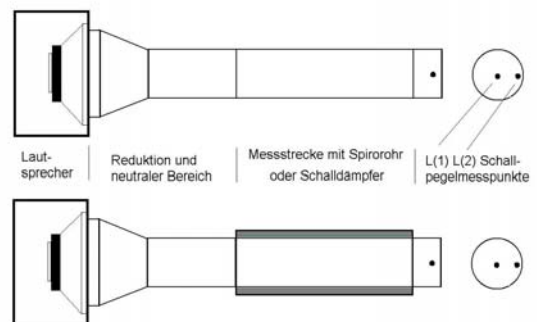 Laut-
sprecher
Reduktion und
neutraler Bereich
Messstrecke mit Spirorohr
oder Schalldämpfer
L(1) L(2) Schall-
pegelmesspunkte